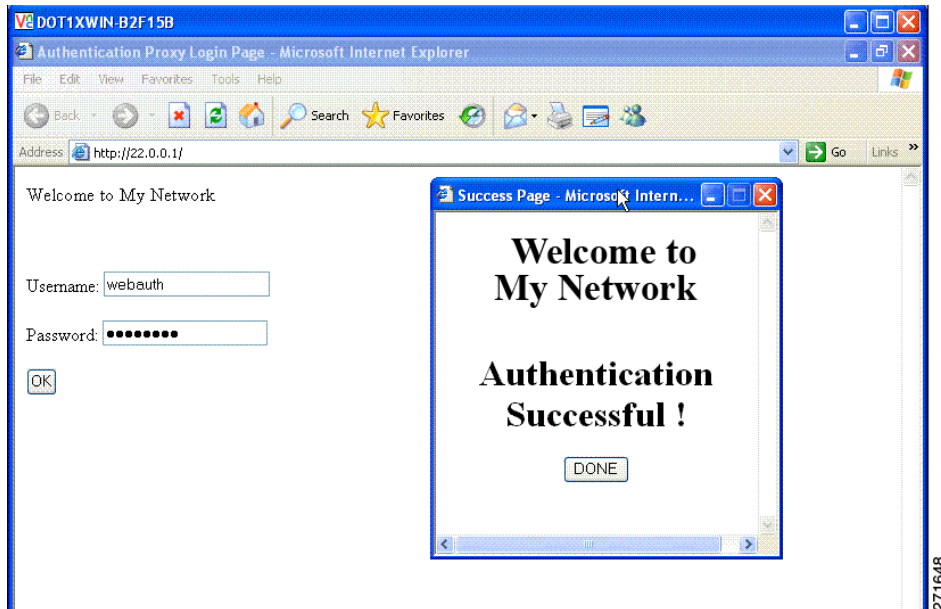 DOT1XWIN-B2F15B
Authentication Proxy Login Page - Microsoft Internet Explorer
File Edit View Favorites Tools Help
Back Search Favorites
Address http://22.0.0.1/ Go Links »
Welcome to My Network
Username: webauth
Password: ●●●●●●●●
OK
Success Page - Microsoft Intern...
Welcome to
My Network
Authentication
Successful !
DONE
271648